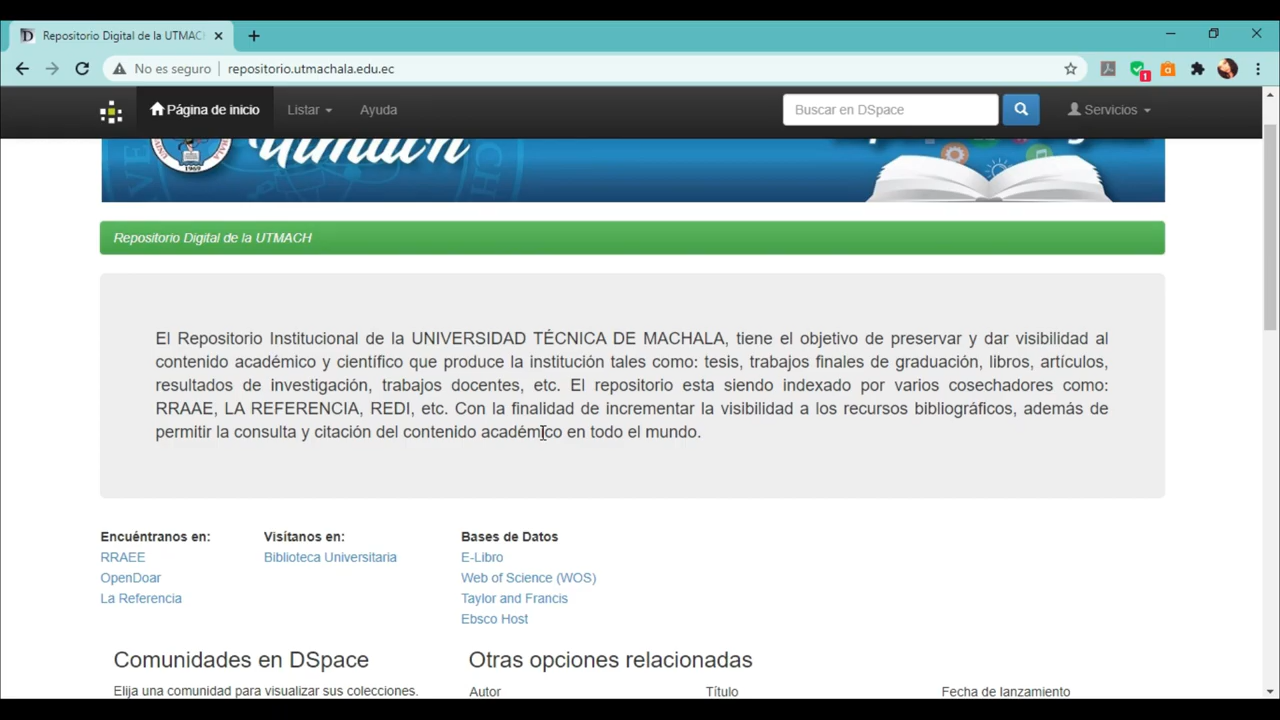 Repositorio Digital de la UTMAC
No es seguro
repositorio.utmachala.edu.ec
1
Página de inicio
Listar
Ayuda
Buscar en DSpace
Servicios
utmach
1969
Repositorio Digital de la UTMACH
El Repositorio Institucional de la UNIVERSIDAD TÉCNICA DE MACHALA, tiene el objetivo de preservar y dar visibilidad al
contenido académico y científico que produce la institución tales como: tesis, trabajos finales de graduación, libros, artículos,
resultados de investigación, trabajos docentes, etc. El repositorio esta siendo indexado por varios cosechadores como:
RRAAE, LA REFERENCIA, REDI, etc. Con la finalidad de incrementar la visibilidad a los recursos bibliográficos, además de
permitir la consulta y citación del contenido académico en todo el mundo.
Encuéntranos en:
RRAEE
OpenDoar
La Referencia
Visítanos en:
Biblioteca Universitaria
Bases de Datos
E-Libro
Web of Science (WOS)
Taylor and Francis
Ebsco Host
Comunidades en DSpace
Elija una comunidad para visualizar sus colecciones.
Otras opciones relacionadas
Autor
Título
Fecha de lanzamiento